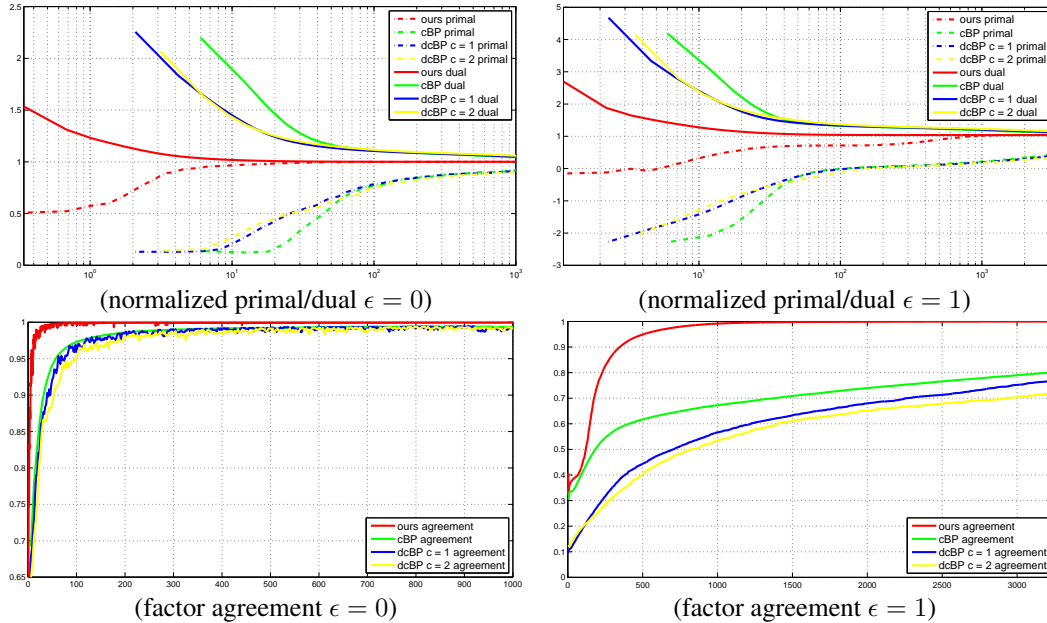 2.5
2
1.5
1
0.5
0
10^0
10^1
10^2
10^3
ours primal
cBP primal
dcBP c = 1 primal
dcBP c = 2 primal
ours dual
cBP dual
dcBP c = 1 dual
dcBP c = 2 dual
(normalized primal/dual ϵ = 0)
5
4
3
2
1
0
−1
−2
−3
10^1
10^2
10^3
ours primal
cBP primal
dcBP c = 1 primal
dcBP c = 2 primal
ours dual
cBP dual
dcBP c = 1 dual
dcBP c = 2 dual
(normalized primal/dual ϵ = 1)
1
0.95
0.9
0.85
0.8
0.75
0.7
0.65
0 100 200 300 400 500 600 700 800 900 1000
ours agreement
cBP agreement
dcBP c = 1 agreement
dcBP c = 2 agreement
(factor agreement ϵ = 0)
1
0.9
0.8
0.7
0.6
0.5
0.4
0.3
0.2
0.1
0
0 500 1000 1500 2000 2500 3000
ours agreement
cBP agreement
dcBP c = 1 agreement
dcBP c = 2 agreement
(factor agreement ϵ = 1)